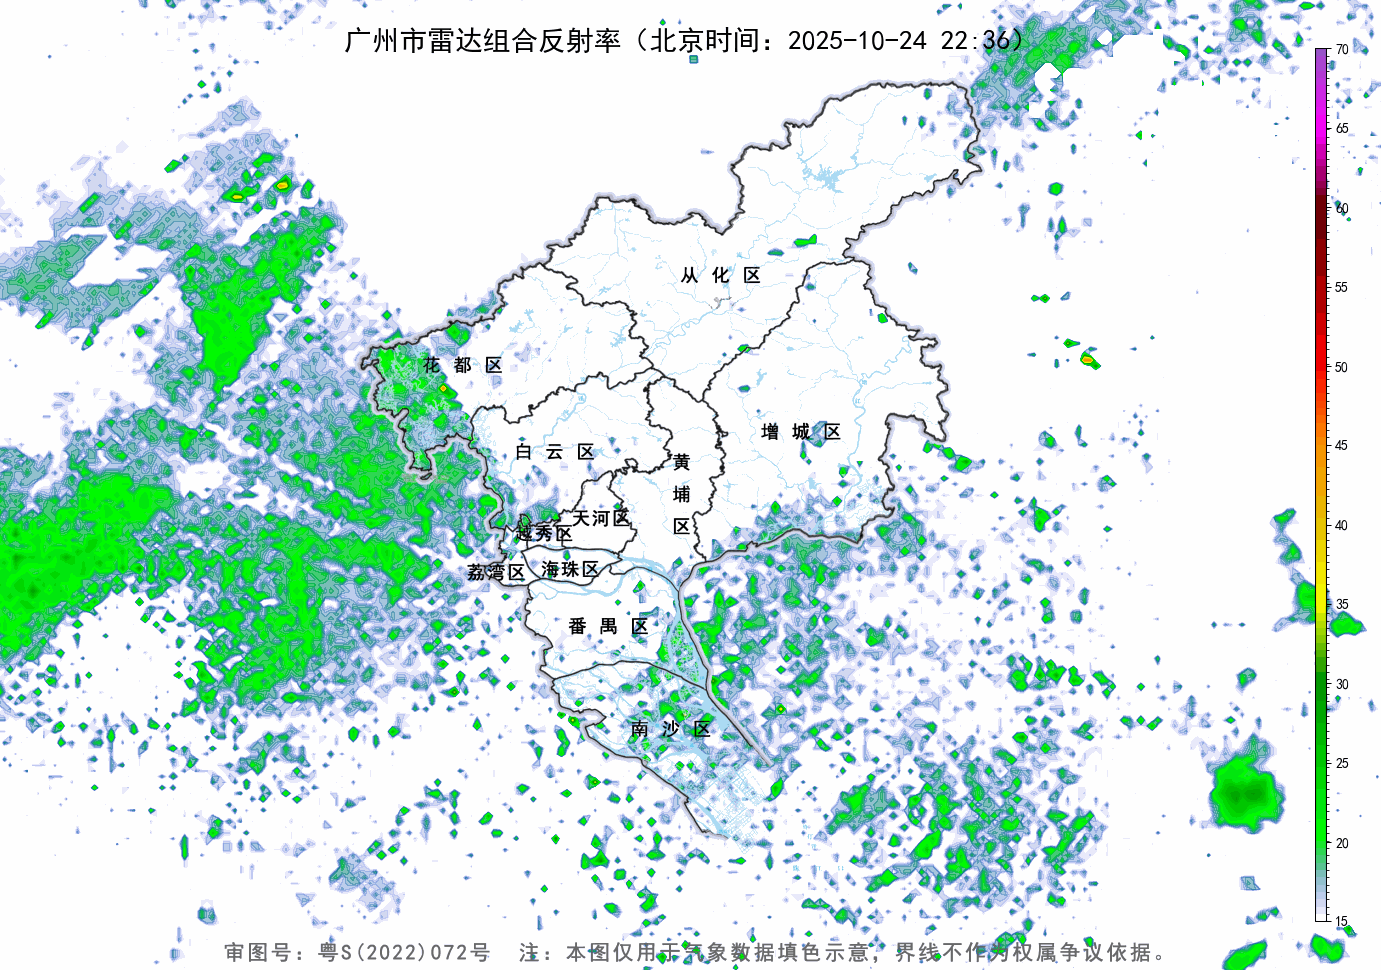 广州市雷达组合反射率（北京时间：2025-10-24 22:36）
70
65
60
55
50
45
40
35
30
25
20
15
从化区
花都区
增城区
白云区
黄埔区
天河区
越秀区
荔湾区
海珠区
番禺区
南沙区
审图号：粤S(2022)072号 注：本图仅用于气象数据填色示意，界线不作为权属争议依据。